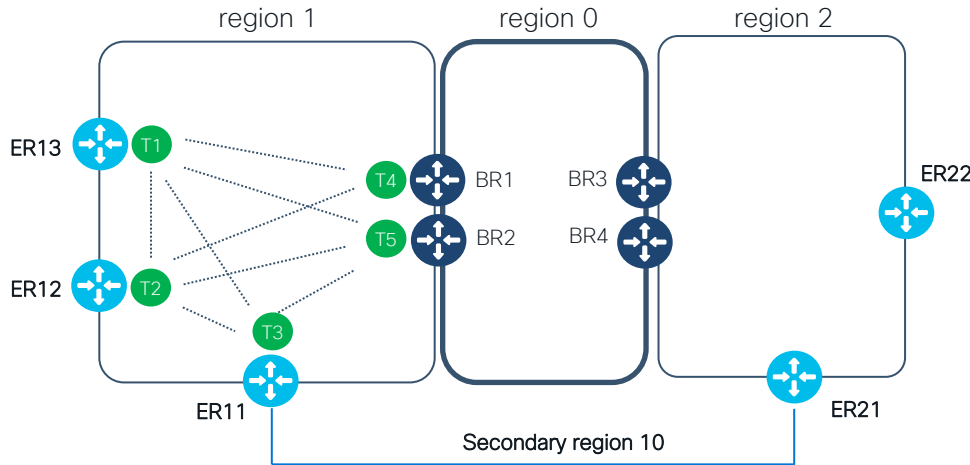 region 1
region 0
region 2
ER13
T1
T4
BR1
BR3
ER22
T5
BR2
BR4
ER12
T2
T3
ER11
ER21
Secondary region 10